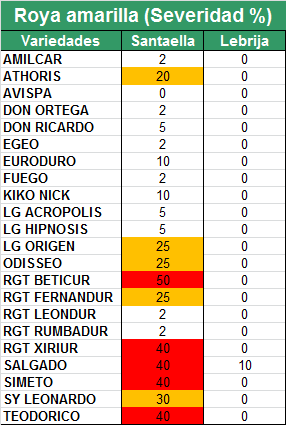 Roya amarilla (Severidad %)
Variedades Santaella Lebrija
AMILCAR 2 0
ATHORIS 20 0
AVISPA 0 0
DON ORTEGA 2 0
DON RICARDO 5 0
EGEO 2 0
EURODURO 10 0
FUEGO 2 0
KIKO NICK 10 0
LG ACROPOLIS 5 0
LG HIPNOSIS 5 0
LG ORIGEN 25 0
ODISSEO 25 0
RGT BETICUR 50 0
RGT FERNANDUR 25 0
RGT LEONDUR 2 0
RGT RUMBADUR 2 0
RGT XIRIUR 40 0
SALGADO 40 10
SIMETO 40 0
SY LEONARDO 30 0
TEODORICO 40 0